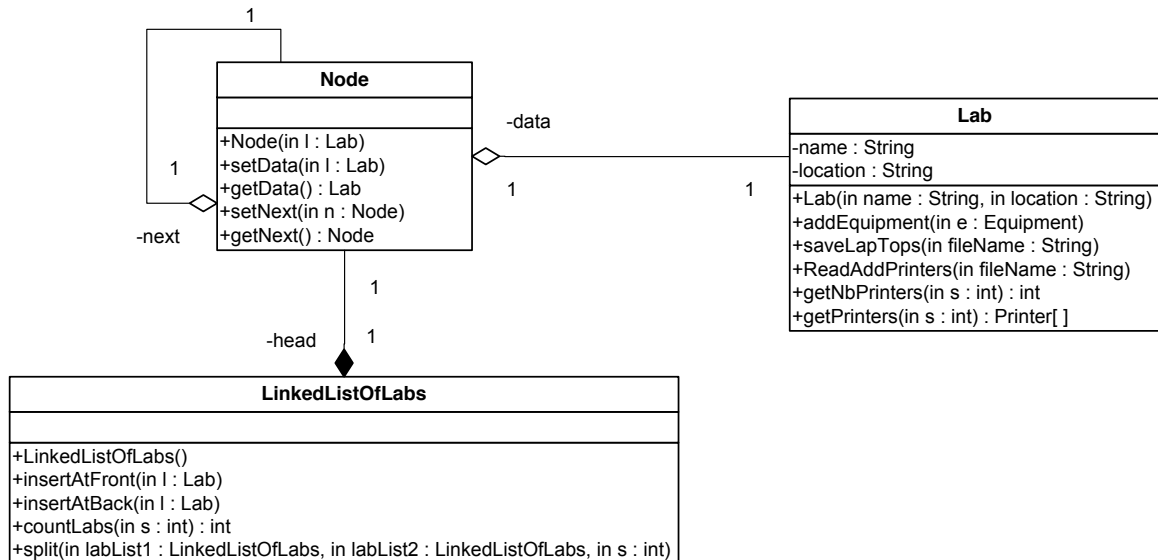 1
Node
+Node(in l : Lab)
+setData(in l : Lab)
+getData() : Lab
+setNext(in n : Node)
+getNext() : Node
1
-next
-data
1
1
Lab
-name : String
-location : String
+Lab(in name : String, in location : String)
+addEquipment(in e : Equipment)
+saveLapTops(in fileName : String)
+ReadAddPrinters(in fileName : String)
+getNbPrinters(in s : int) : int
+getPrinters(in s : int) : Printer[ ]
1
-head
1
LinkedListOfLabs
+LinkedListOfLabs()
+insertAtFront(in l : Lab)
+insertAtBack(in l : Lab)
+countLabs(in s : int) : int
+split(in labList1 : LinkedListOfLabs, in labList2 : LinkedListOfLabs, in s : int)